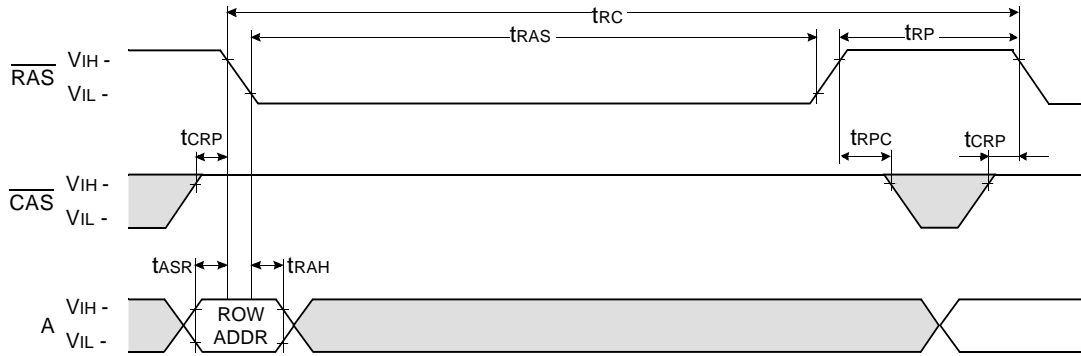 tRC
tRAS
tRP
RAS
VIH -
VIL -
tCRP
tRPC
tCRP
CAS
VIH -
VIL -
tASR
tRAH
A
VIH -
VIL -
ROW
ADDR